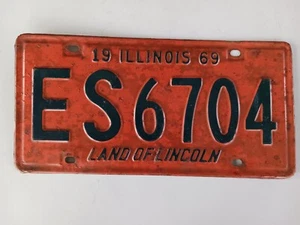 19 ILLINOIS 69
ES6704
LAND OF LINCOLN